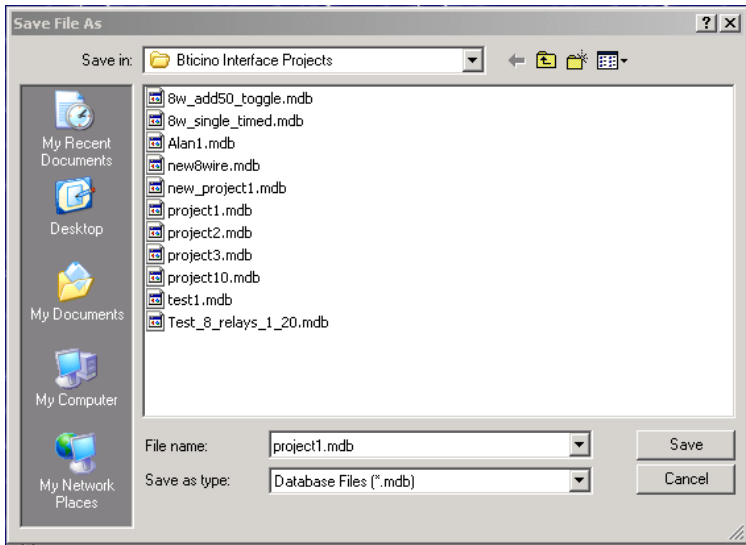 Save File As
Save in:
Bticino Interface Projects
My Recent
Documents
Desktop
My Documents
My Computer
My Network
Places
8w_add50_toggle.mdb
8w_single_timed.mdb
Alan1.mdb
new8wire.mdb
new_project1.mdb
project1.mdb
project2.mdb
project3.mdb
project10.mdb
test1.mdb
Test_8_relays_1_20.mdb
File name:
project1.mdb
Save
Save as type:
Database Files (*.mdb)
Cancel